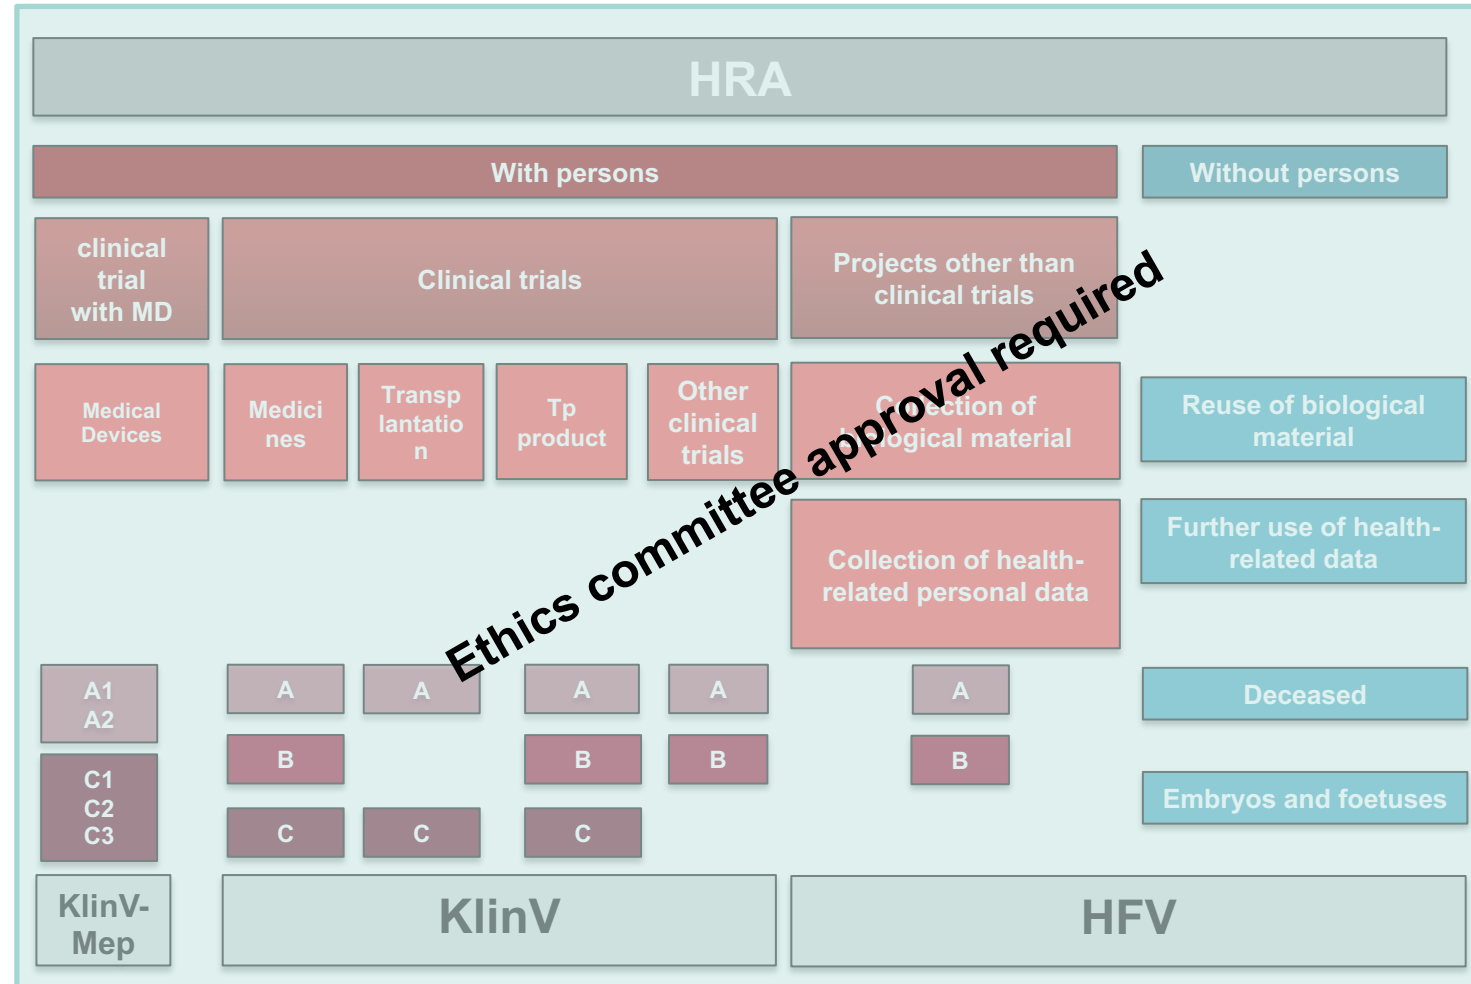 HRA
With persons
Without persons
clinical
trial
with MD
Clinical trials
Projects other than
clinical trials
Medical
Devices
Medici
nes
Transp
lantatio
n
Tp
product
Other
clinical
trials
Collection of
biological material
Reuse of biological
material
Collection of health-
related personal data
Further use of health-
related data
Ethics committee approval required
A1
A2
A
A
A
A
A
Deceased
B
B
B
B
C1
C2
C3
C
C
C
Embryos and foetuses
KlinV-
Mep
KlinV
HFV